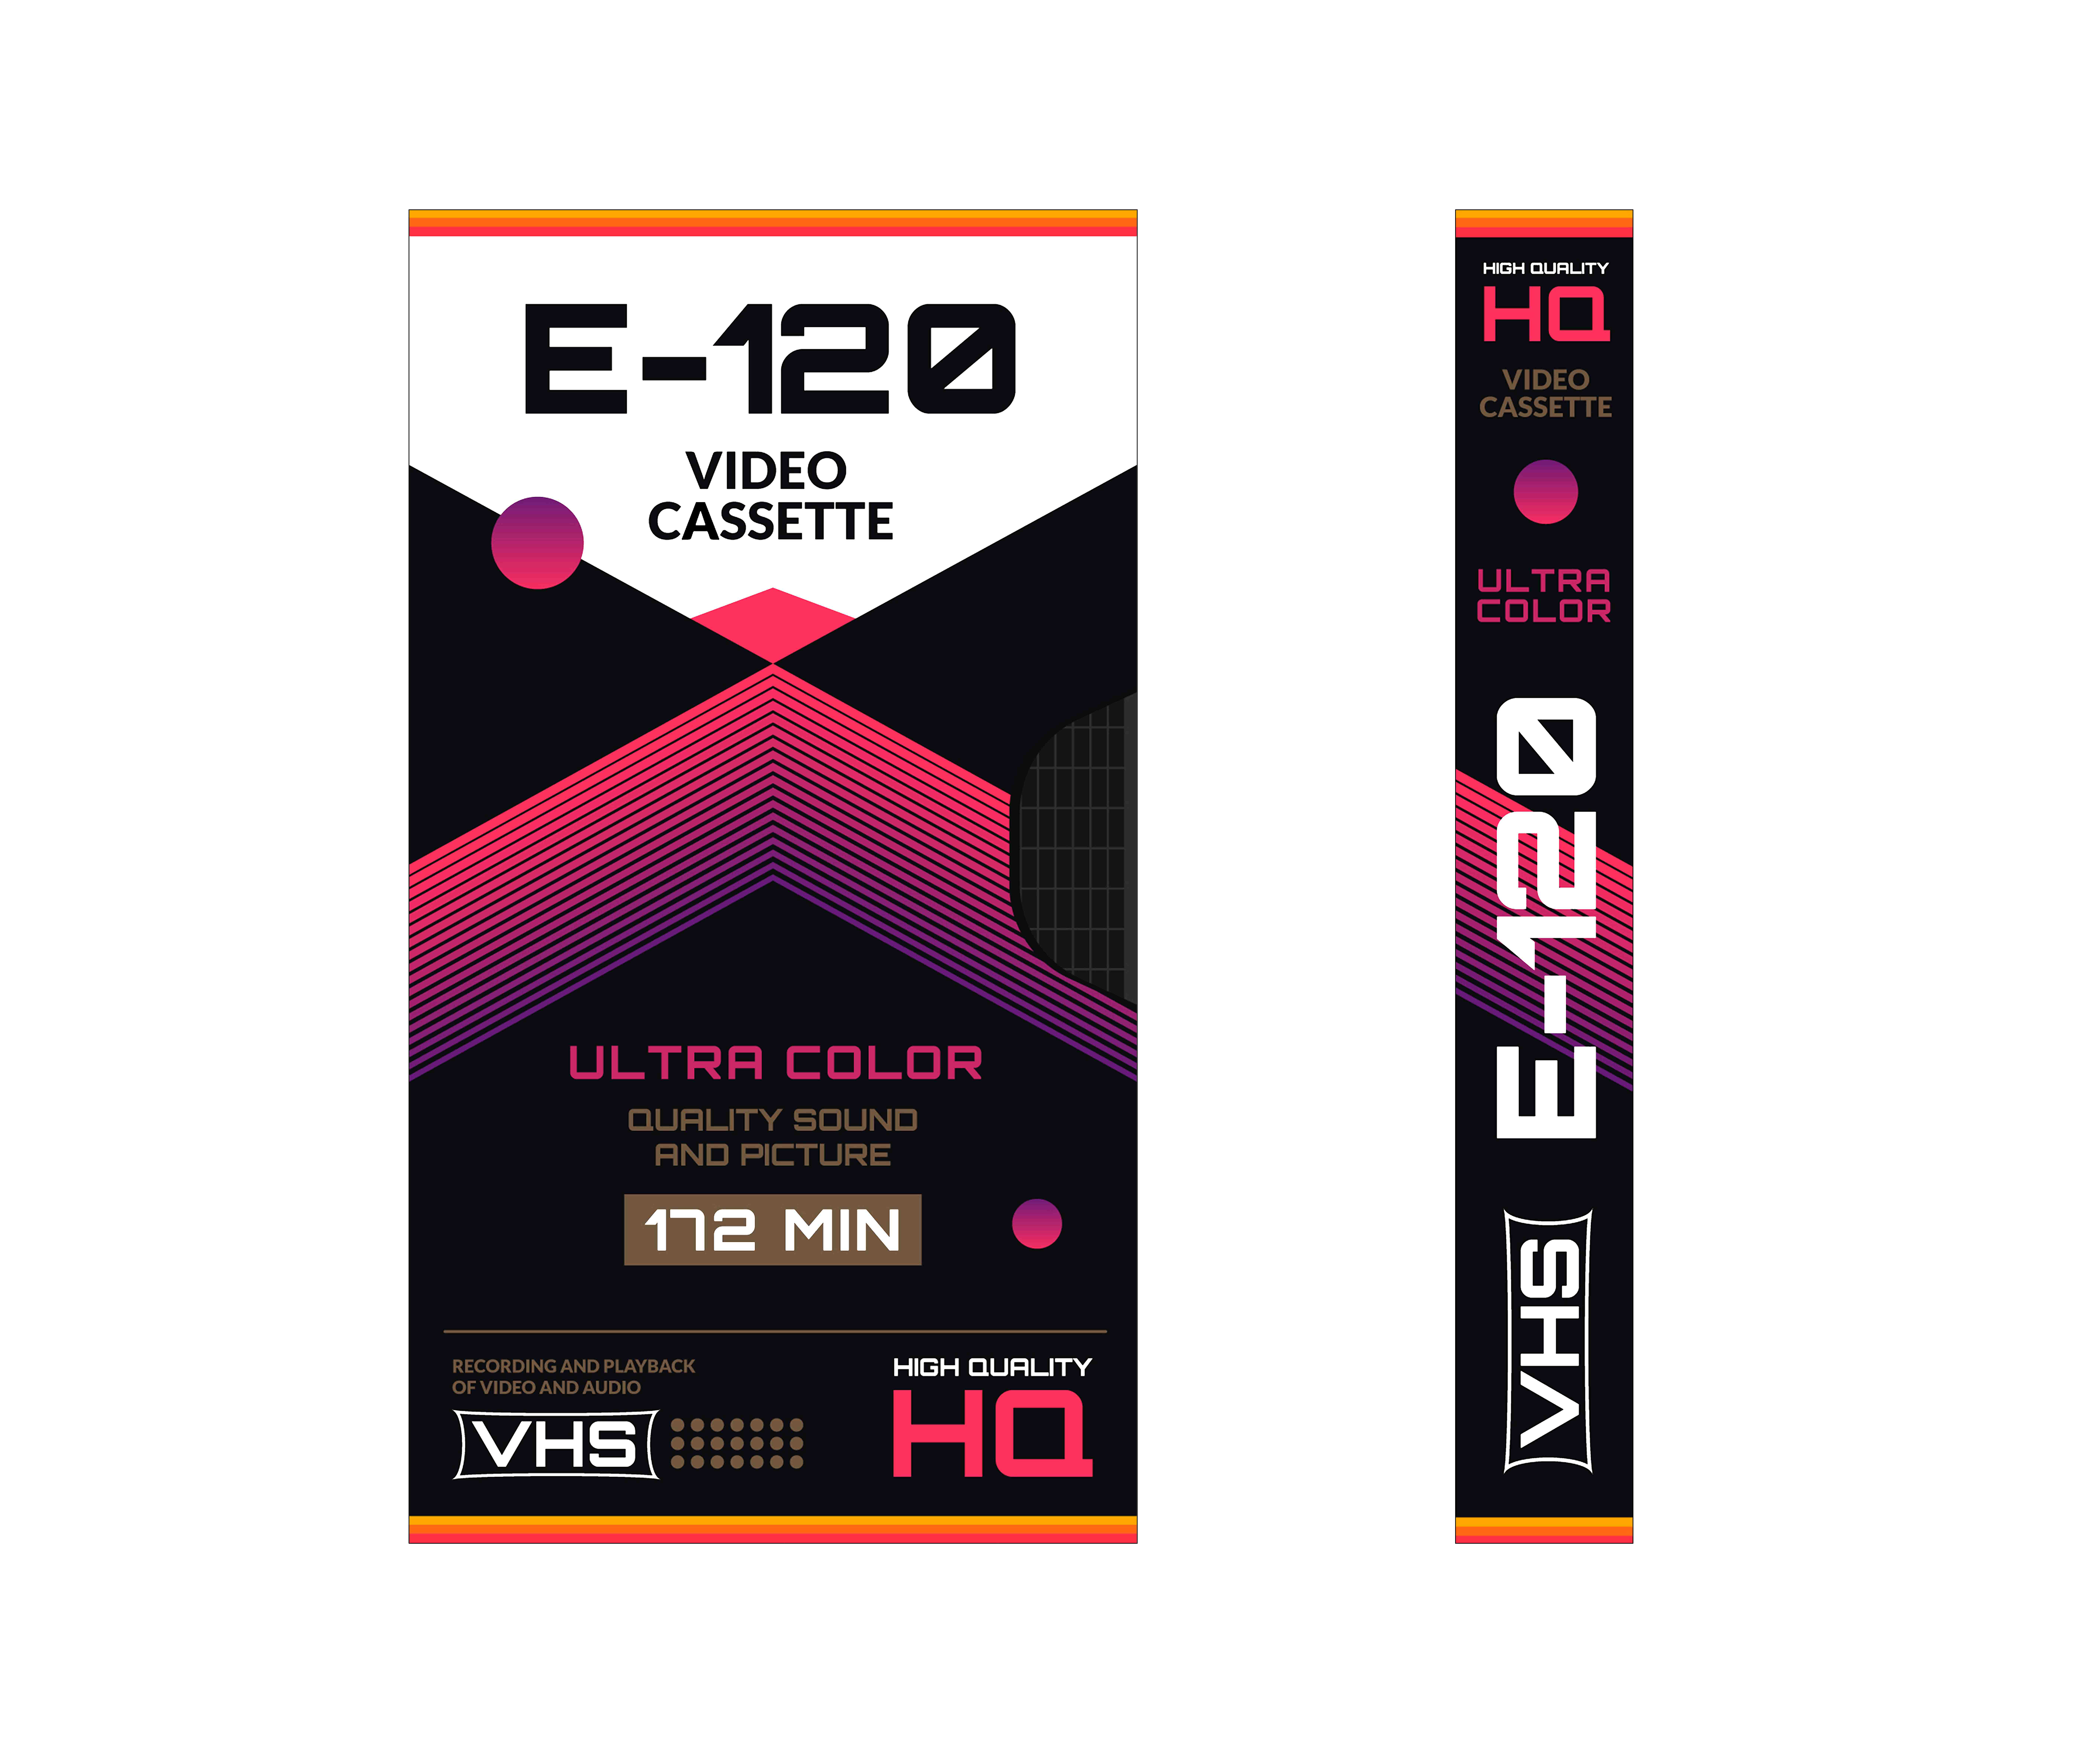 E-120
VIDEO
CASSETTE
ULTRA COLOR
QUALITY SOUND
AND PICTURE
172 MIN
RECORDING AND PLAYBACK
OF VIDEO AND AUDIO
VHS
HIGH QUALITY
HQ
HIGH QUALITY
HQ
VIDEO
CASSETTE
ULTRA
COLOR
E-120
VHS